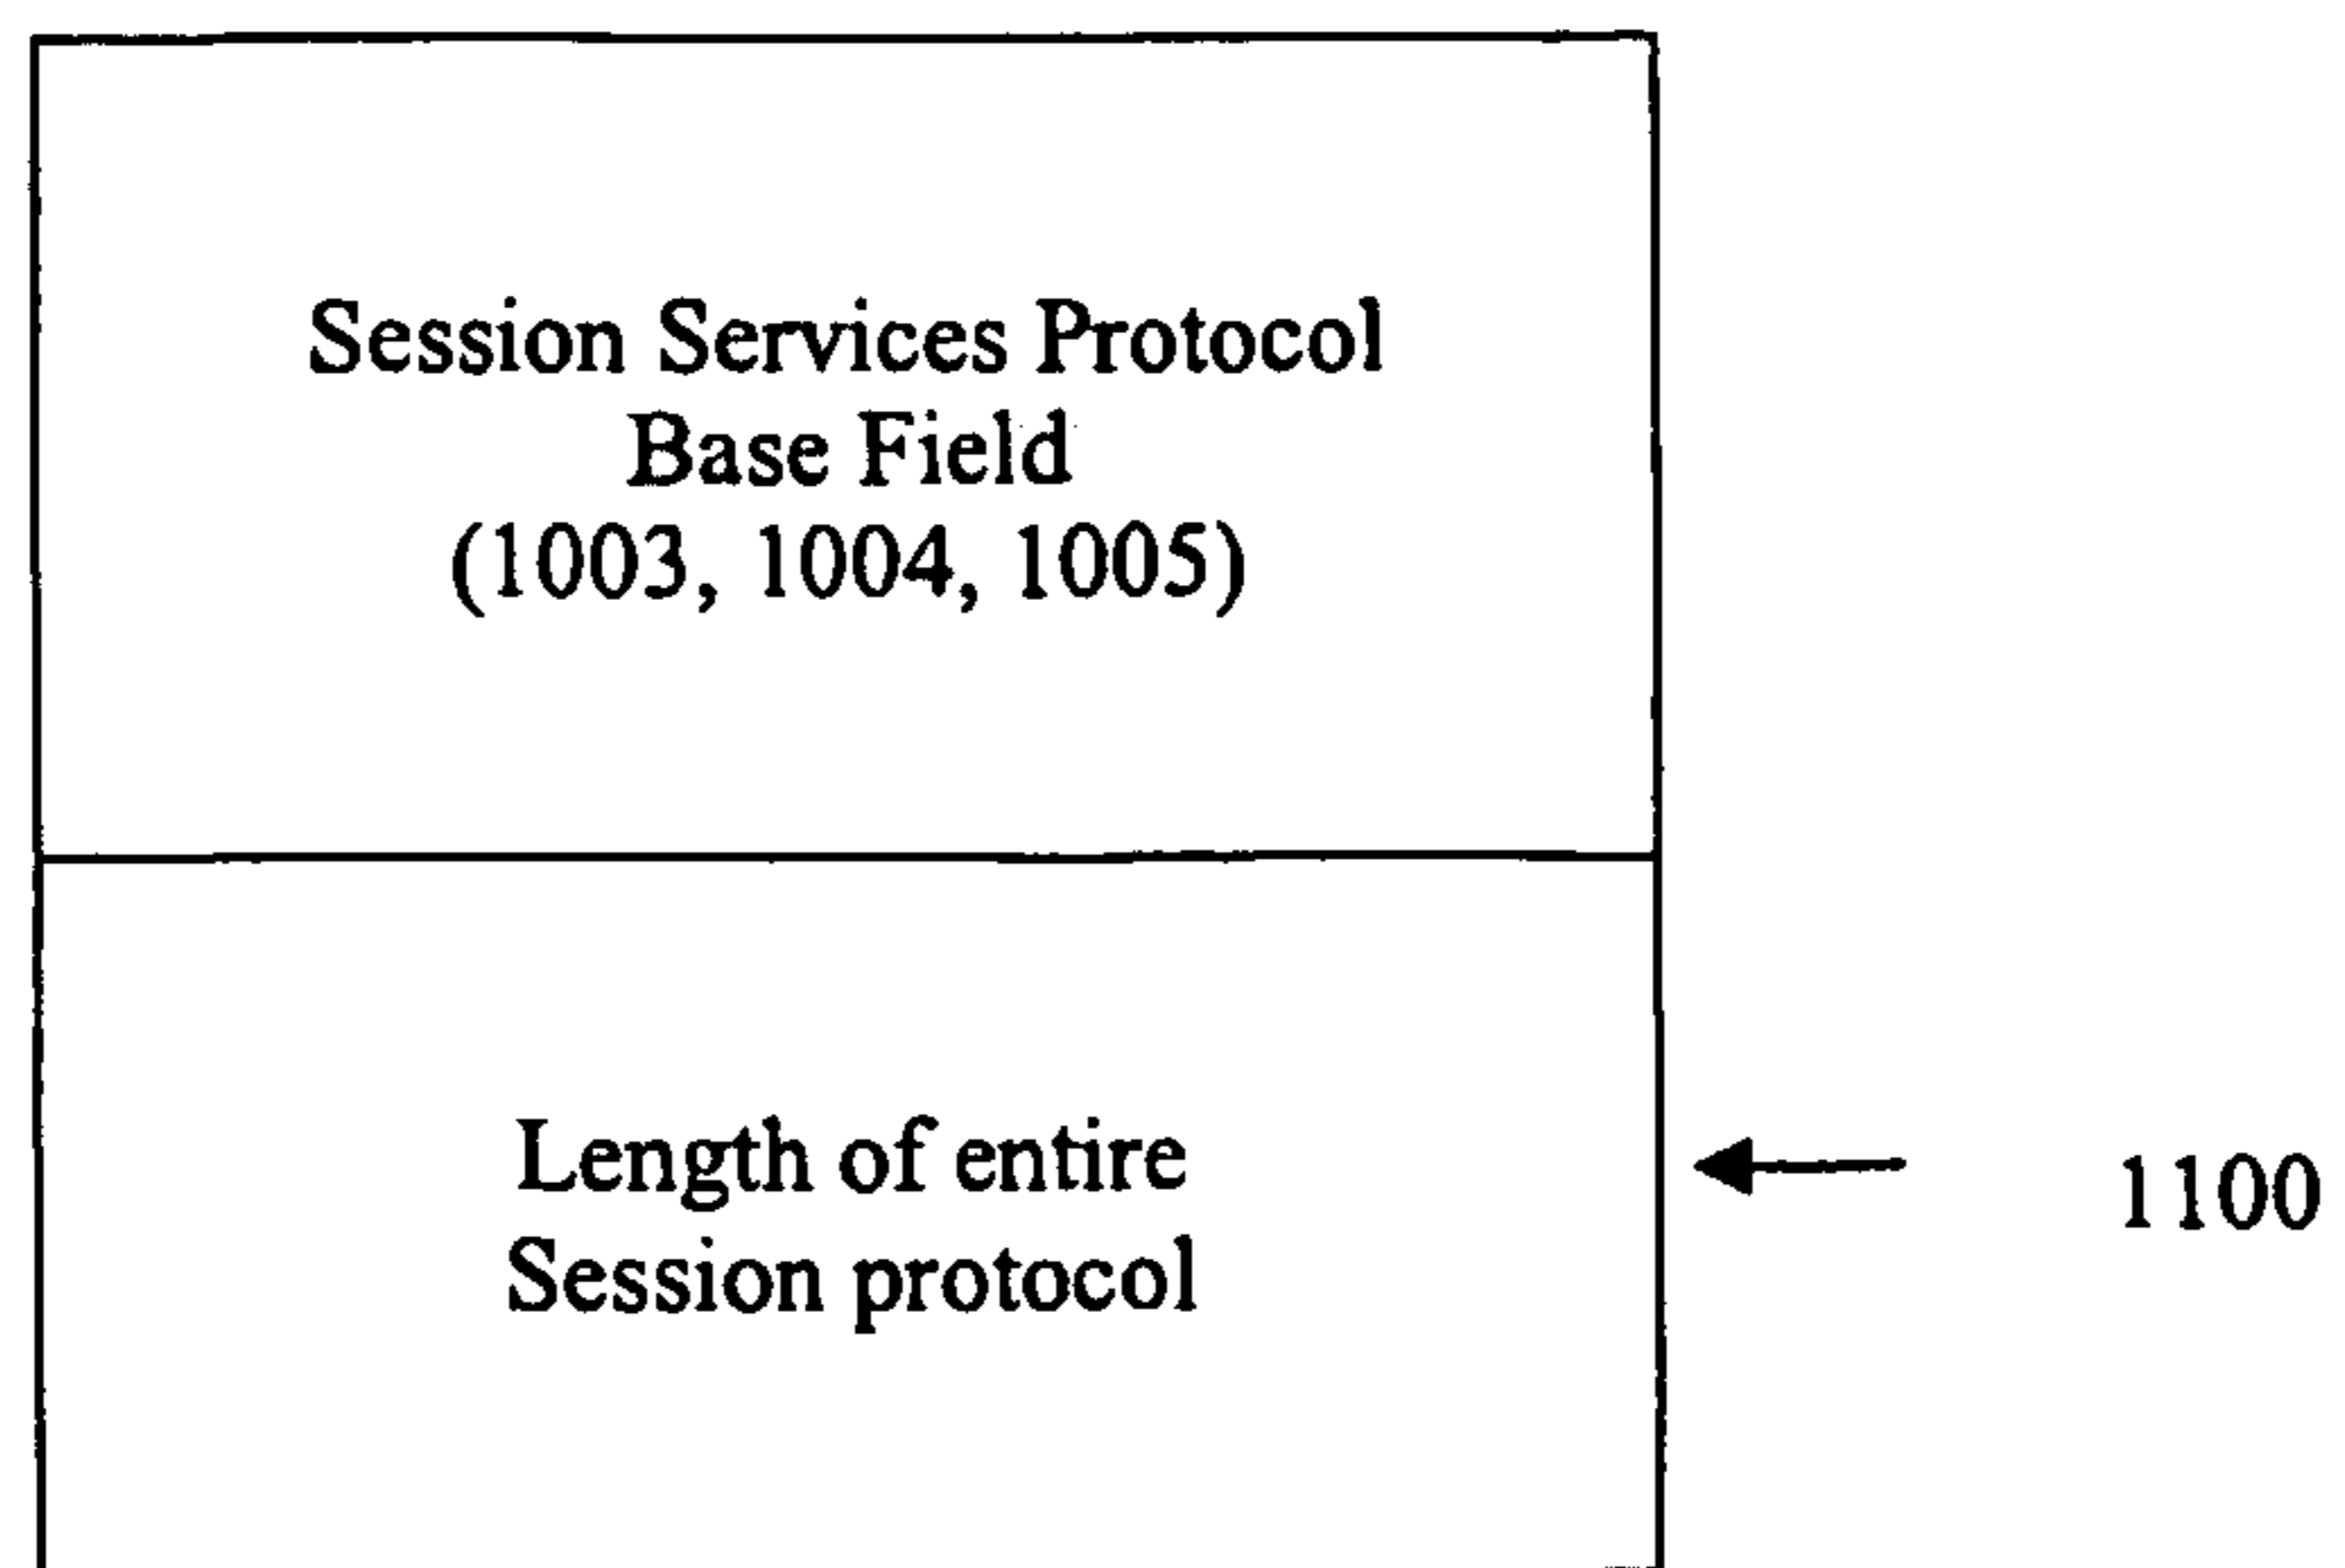 Session Services Protocol
Base Field
(1003, 1004, 1005)
Length of entire
Session protocol
1100